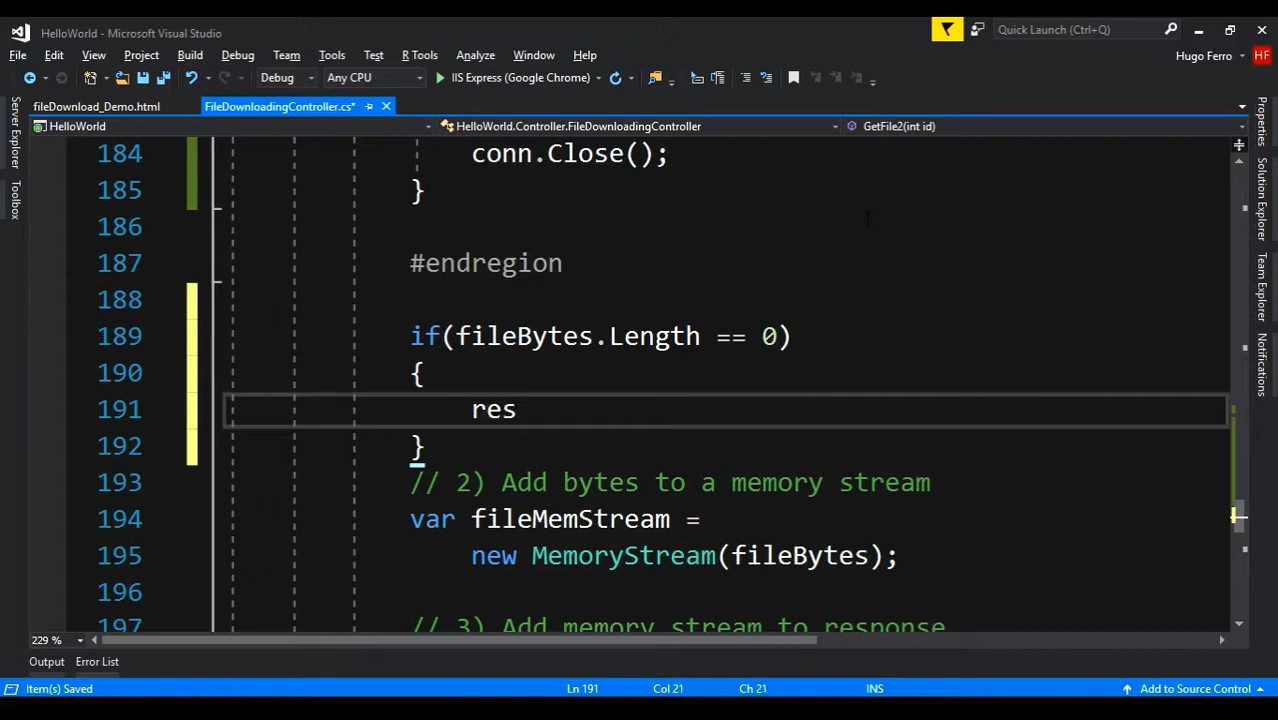 HelloWorld - Microsoft Visual Studio
Quick Launch (Ctrl+Q)
File Edit View Project Build Debug Team Tools Test R Tools Analyze Window Help
Hugo Ferro HF
Debug Any CPU IIS Express (Google Chrome)
fileDownload_Demo.html FileDownloadingController.cs*
HelloWorld HelloWorld.Controller.FileDownloadingController GetFile2(int id)
Server Explorer
Toolbox
Properties
Solution Explorer
Team Explorer
Notifications
184 conn.Close();
185 }
186
187 #endregion
188
189 if(fileBytes.Length == 0)
190 {
191 res
192 }
193 // 2) Add bytes to a memory stream
194 var fileMemStream =
195 new MemoryStream(fileBytes);
196
197 // 3) Add memory stream to response
229 %
Output Error List
Item(s) Saved Ln 191 Col 21 Ch 21 INS Add to Source Control